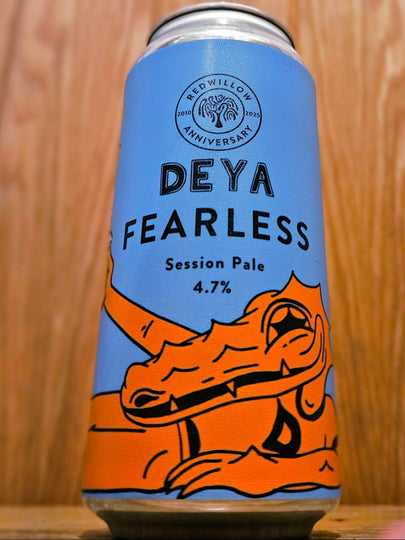 REDWILLOW
2010 2025
ANNIVERSARY
DEYA
FEARLESS
Session Pale
4.7%